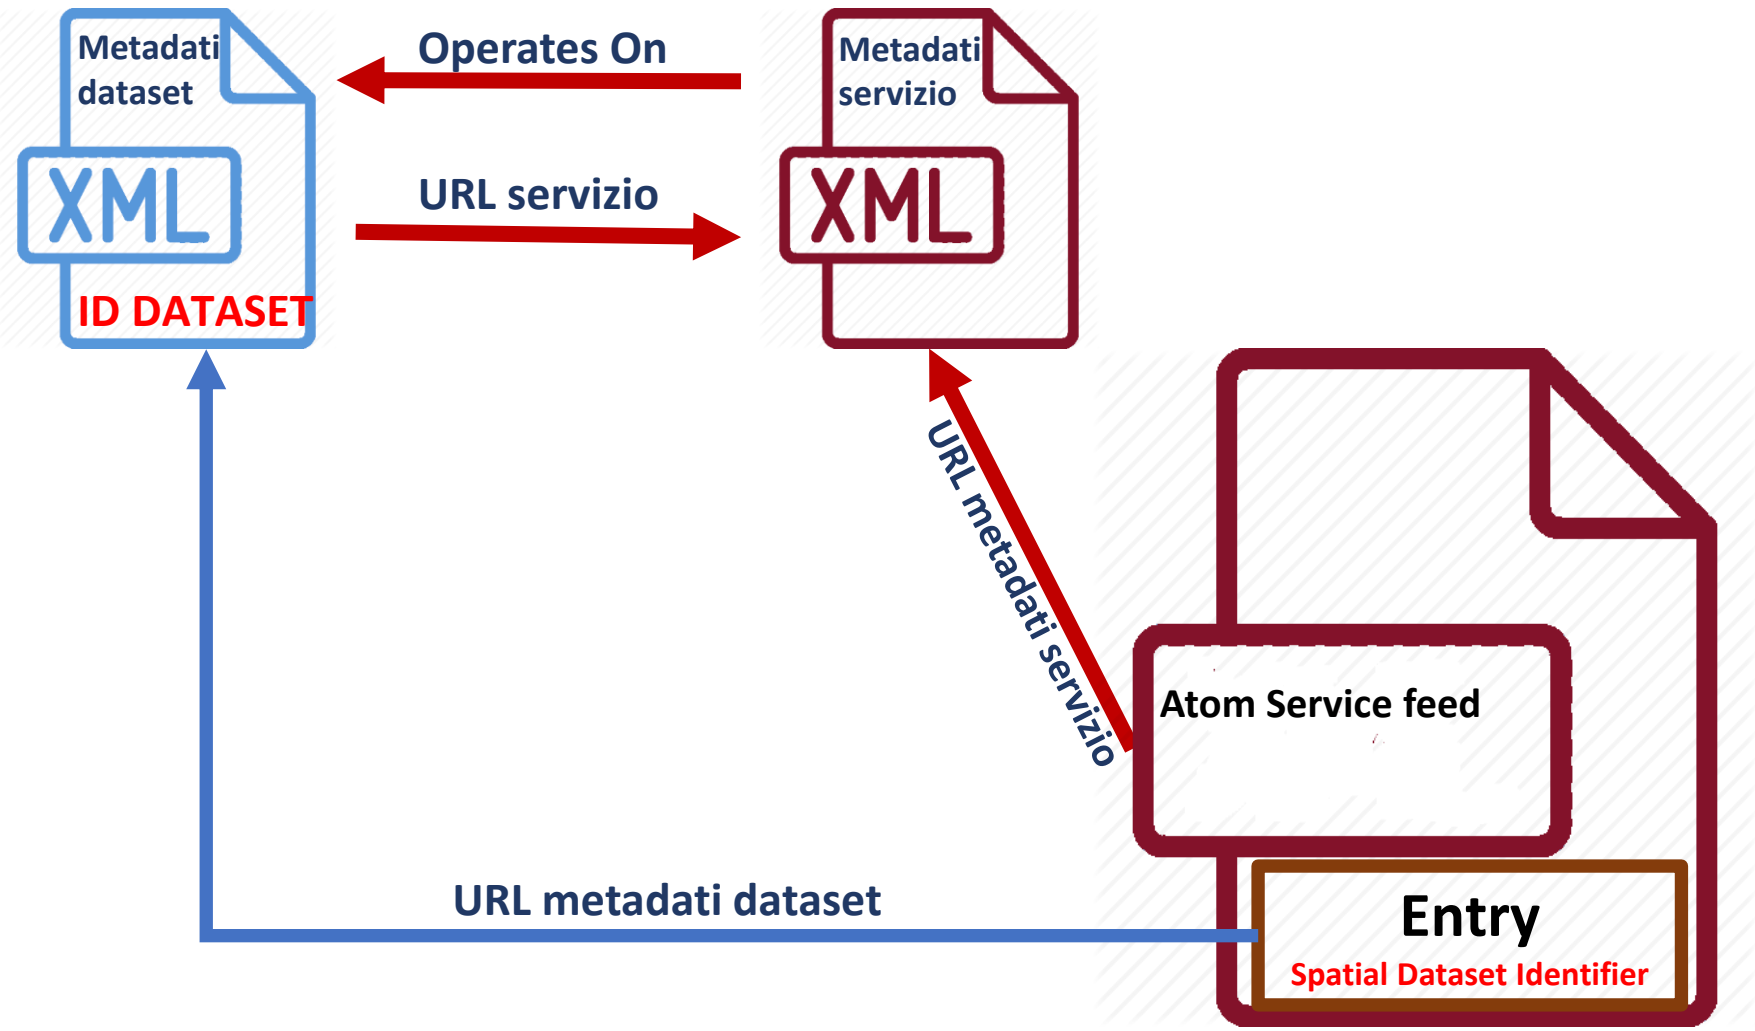 Metadati
dataset
XML
ID DATASET
Operates On
URL servizio
Metadati
servizio
XML
URL metadati servizio
Atom Service feed
URL metadati dataset
Entry
Spatial Dataset Identifier